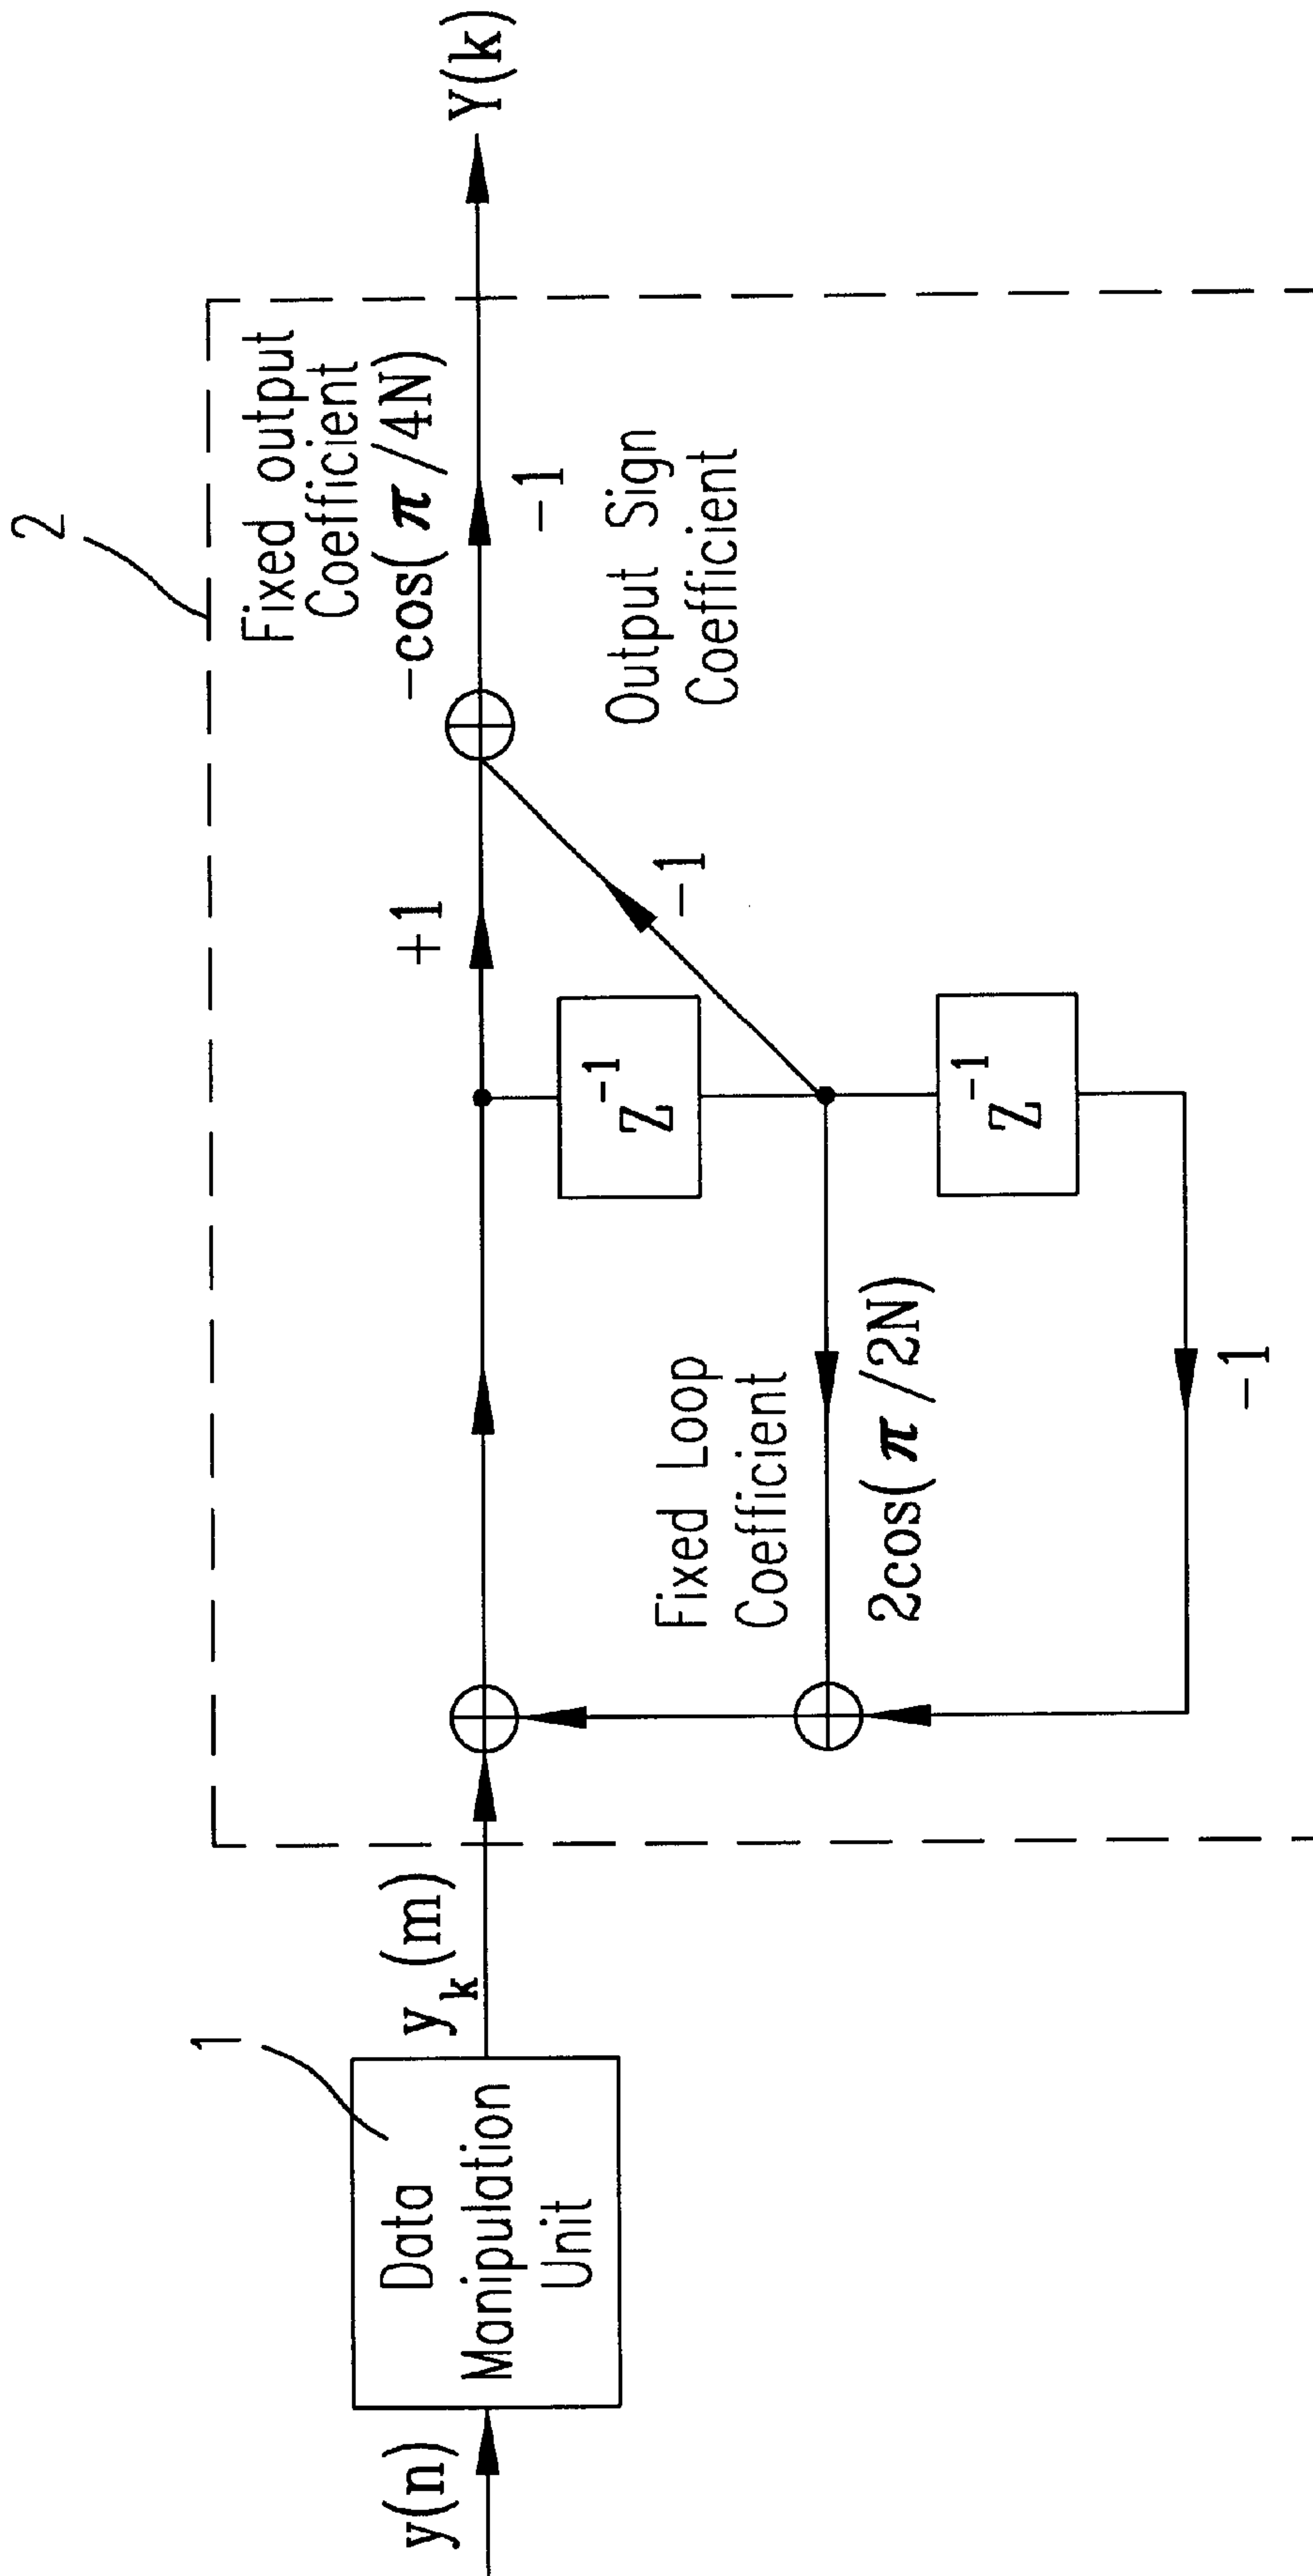 y(n)
1
Data
Manipulation
Unit
y_k (m)
2
Fixed Loop
Coefficient
2cos( π /2N)
-1
Z^-1
Z^-1
+1
-1
Fixed output
Coefficient
-cos( π /4N)
-1
Output Sign
Coefficient
Y(k)